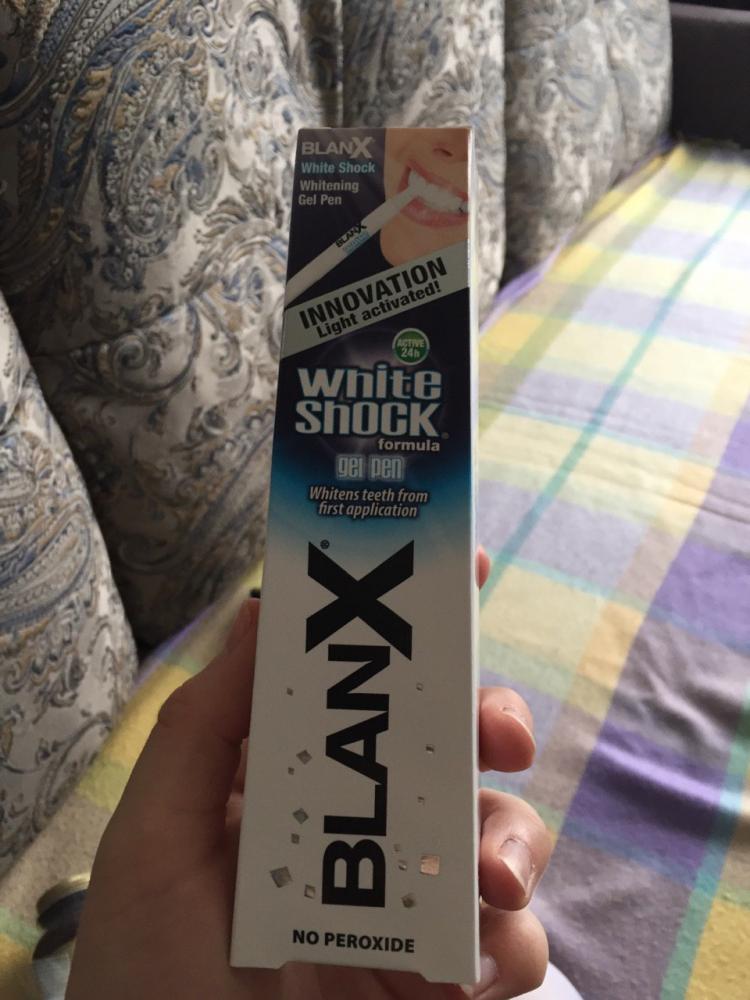 BLANX
White Shock
Whitening
Gel Pen
BLANX
INNOVATION
Light activated!
ACTIVE
24h
white
shock®
formula
gel pen
Whitens teeth from
first application
BLANX®
NO PEROXIDE